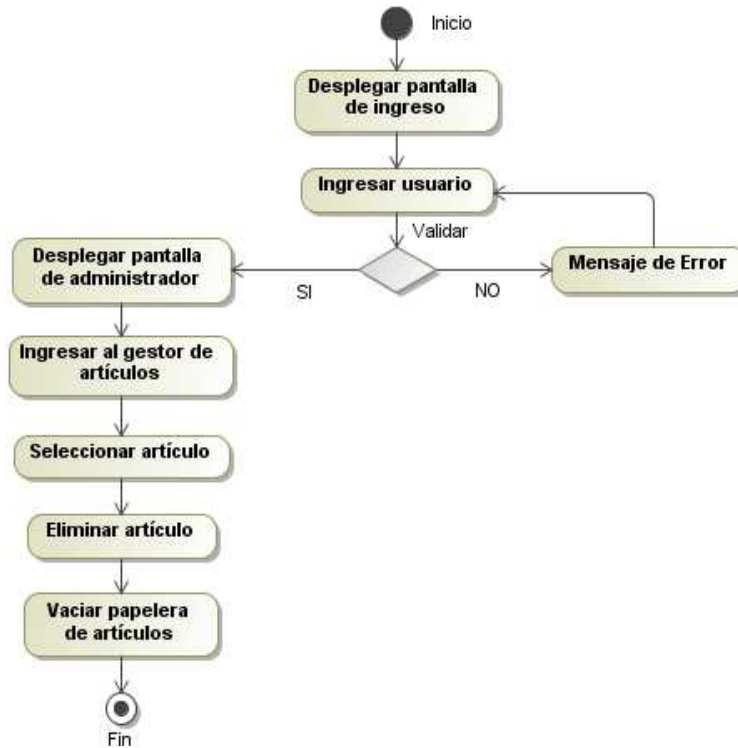 Inicio
Desplegar pantalla
de ingreso
Ingresar usuario
Validar
Desplegar pantalla
de administrador
SI
NO
Mensaje de Error
Ingresar al gestor de
artículos
Seleccionar artículo
Eliminar artículo
Vaciar papelera
de artículos
Fin